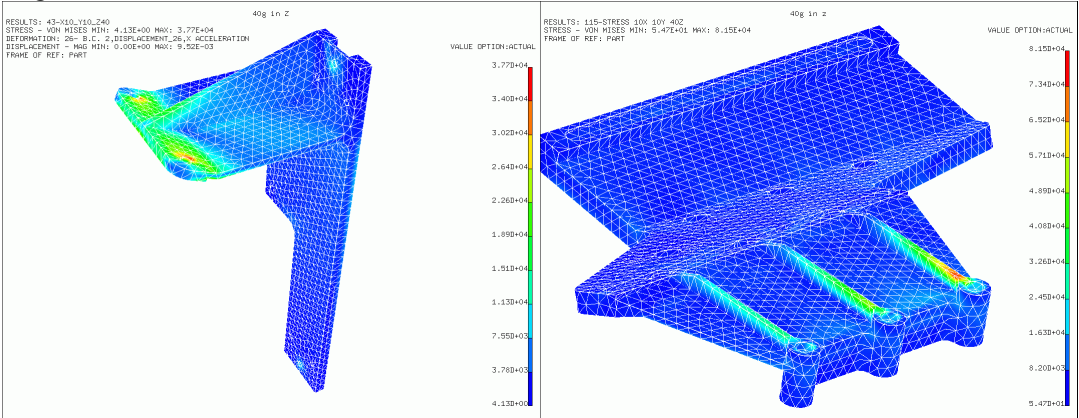 40g in Z
RESULTS: 43-X10_Y10_Z40
STRESS - VON MISES MIN: 4.13E+00 MAX: 3.77E+04
DEFORMATION: 26- B.C. 2,DISPLACEMENT_26,X ACCELERATION
DISPLACEMENT - MAG MIN: 0.00E+00 MAX: 9.52E-03
FRAME OF REF: PART
VALUE OPTION:ACTUAL
3.77D+04
3.40D+04
3.02D+04
2.64D+04
2.26D+04
1.89D+04
1.51D+04
1.13D+04
7.55D+03
3.78D+03
4.13D+00
40g in z
RESULTS: 115-STRESS 10X 10Y 40Z
STRESS - VON MISES MIN: 5.47E+01 MAX: 8.15E+04
FRAME OF REF: PART
VALUE OPTION:ACTUAL
8.15D+04
7.34D+04
6.52D+04
5.71D+04
4.89D+04
4.08D+04
3.26D+04
2.45D+04
1.63D+04
8.20D+03
5.47D+01